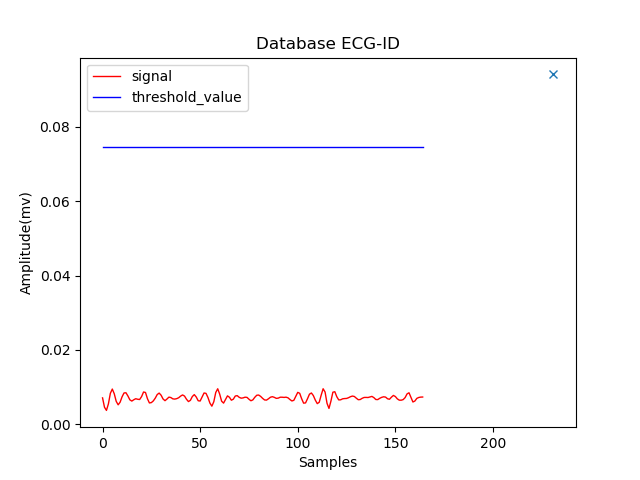 Database ECG-ID
signal
threshold_value
Amplitude(mv)
0.08
0.06
0.04
0.02
0.00
0
50
100
150
200
Samples